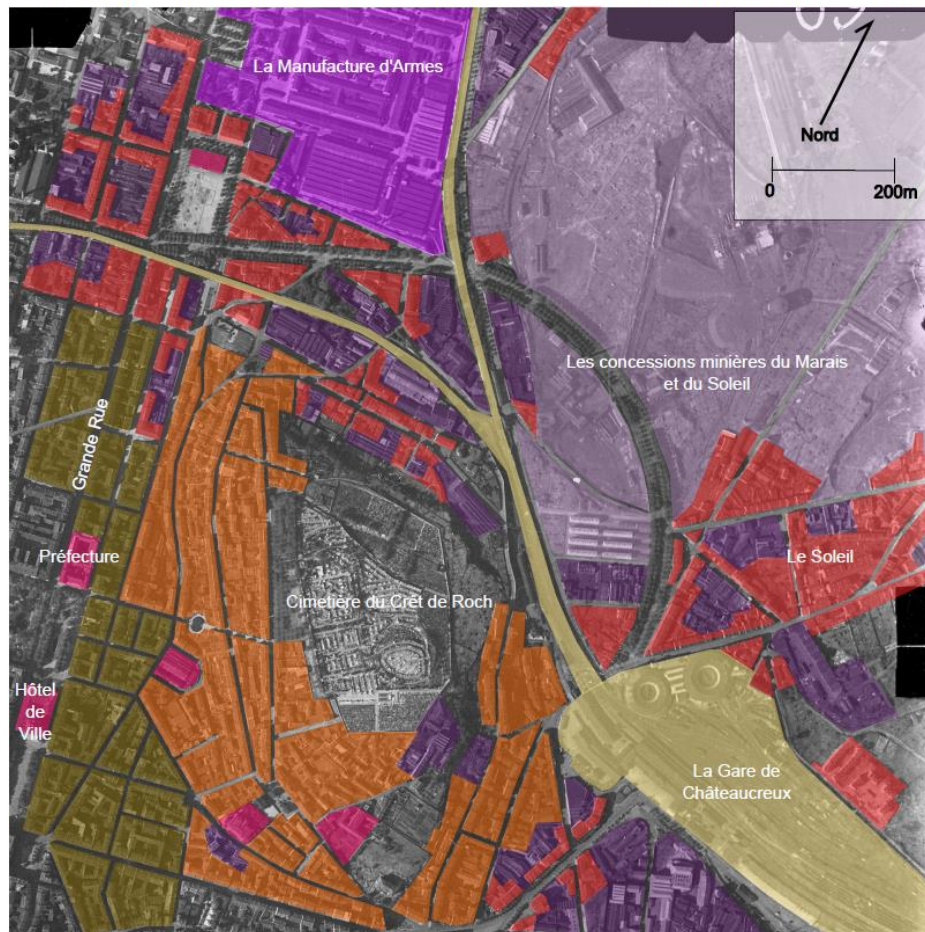 La Manufacture d'Armes
Nord
0 200m
Les concessions minières du Marais
et du Soleil
Grande Rue
Préfecture
Le Soleil
Cimetière du Crêt de Roch
Hôtel
de
Ville
La Gare de
Châteaucreux